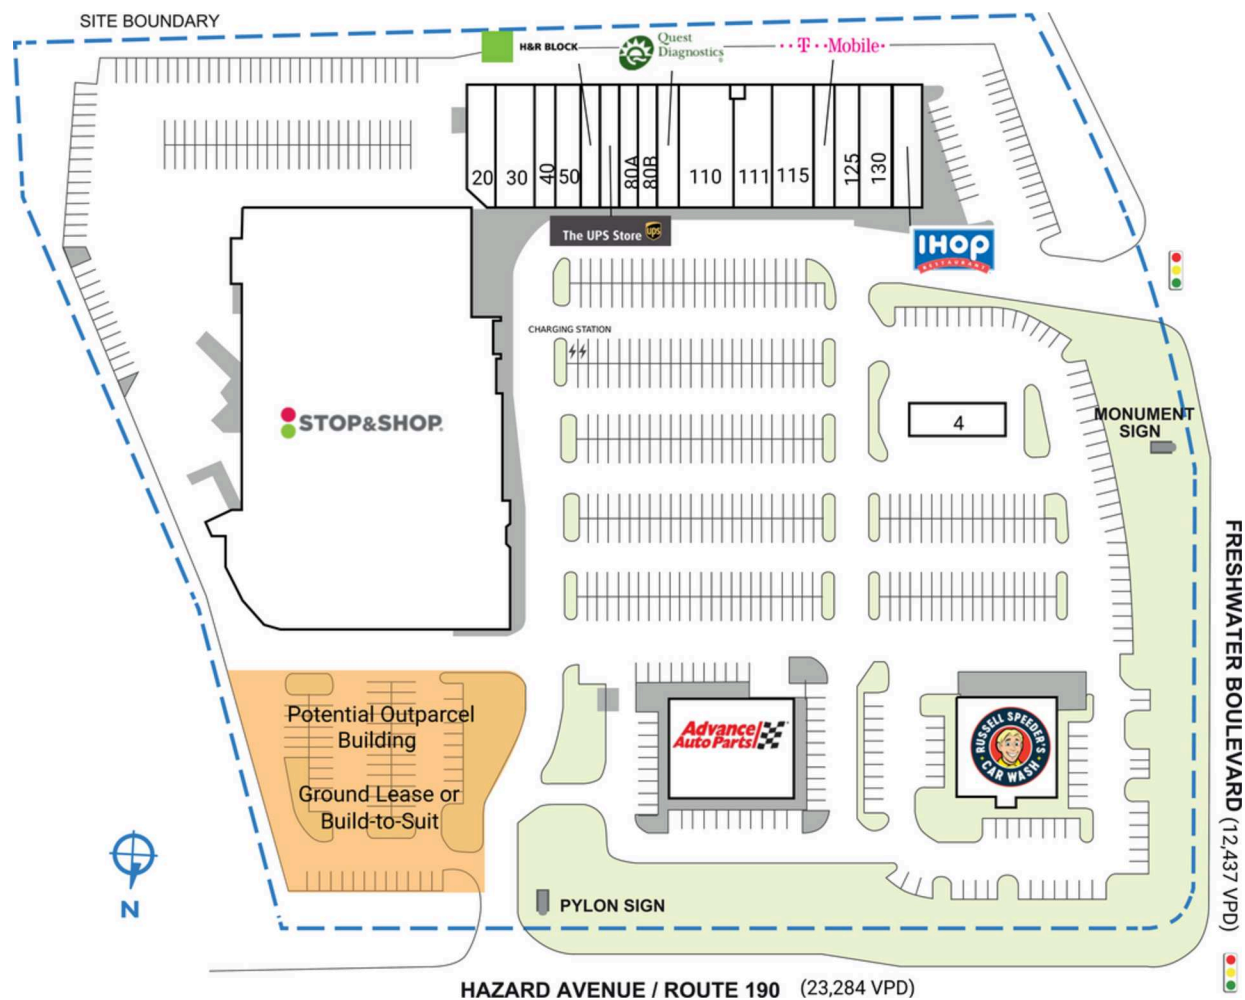 SITE BOUNDARY
H&R BLOCK
Quest
Diagnostics®
T Mobile
20
30
40
50
80A
80B
110
111
115
125
130
The UPS Store
ups
IHOP
RESTAURANT
CHARGING STATION
STOP&SHOP.
4
MONUMENT
SIGN
FRESHWATER BOULEVARD (12,437 VPD)
Potential Outparcel
Building
Ground Lease or
Build-to-Suit
Advance
Auto Parts
RUSSELL SPEEDER'S
CAR WASH
N
PYLON SIGN
HAZARD AVENUE / ROUTE 190 (23,284 VPD)